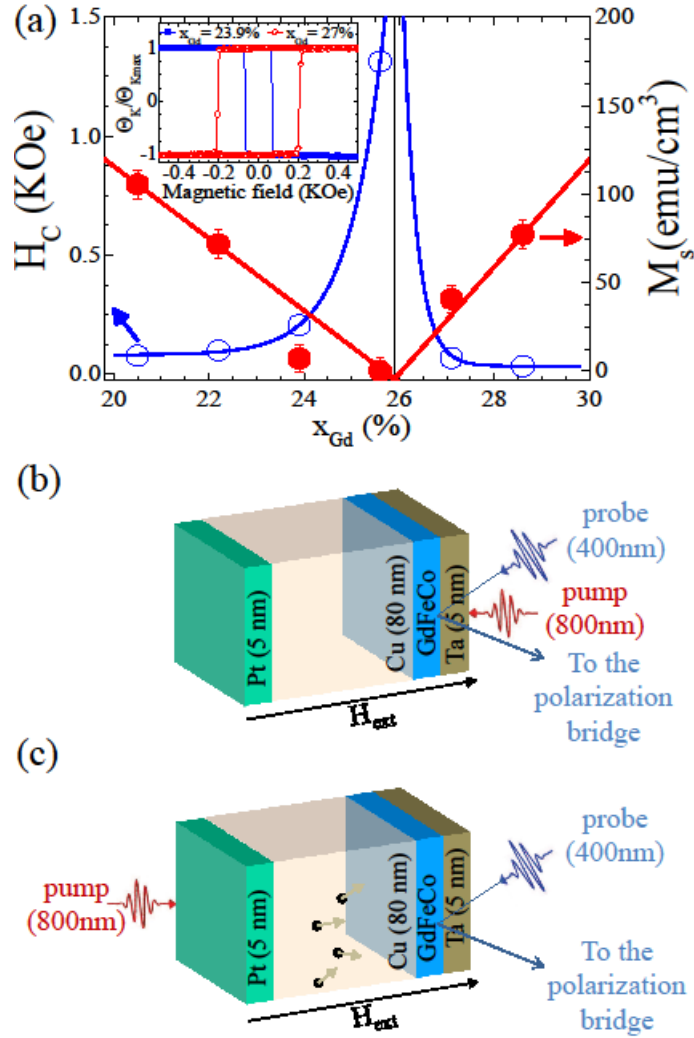 (a)
x_Gd = 23.9% x_Gd = 27%
1
0
-1
Θ_K/Θ_Kmax
-0.4 -0.2 0.0 0.2 0.4
Magnetic field (KOe)
1.5
1.0
0.5
0.0
H_C (KOe)
200
150
100
50
0
M_s (emu/cm^3)
20 22 24 26 28 30
x_Gd (%)
(b)
Pt (5 nm)
Cu (80 nm)
GdFeCo
Ta (5 nm)
probe
(400nm)
pump
(800nm)
To the
polarization
bridge
H_ext
(c)
pump
(800nm)
Pt (5 nm)
Cu (80 nm)
GdFeCo
Ta (5 nm)
probe
(400nm)
To the
polarization
bridge
H_ext